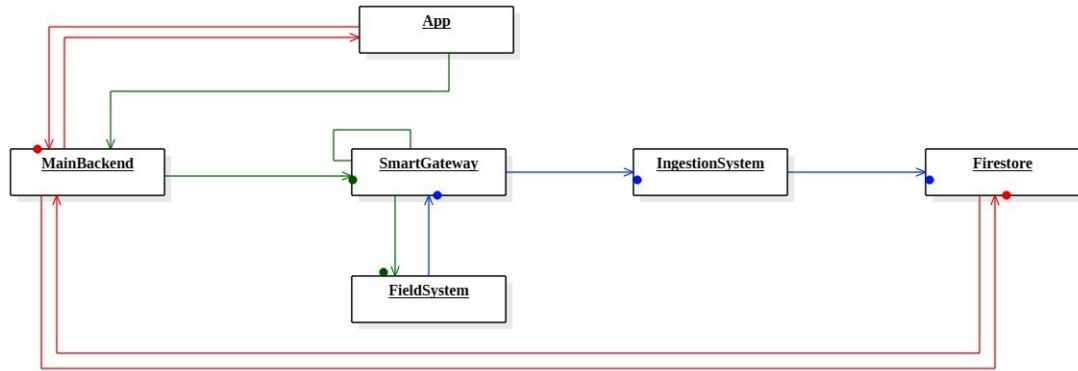 App
MainBackend
SmartGateway
IngestionSystem
Firestore
FieldSystem